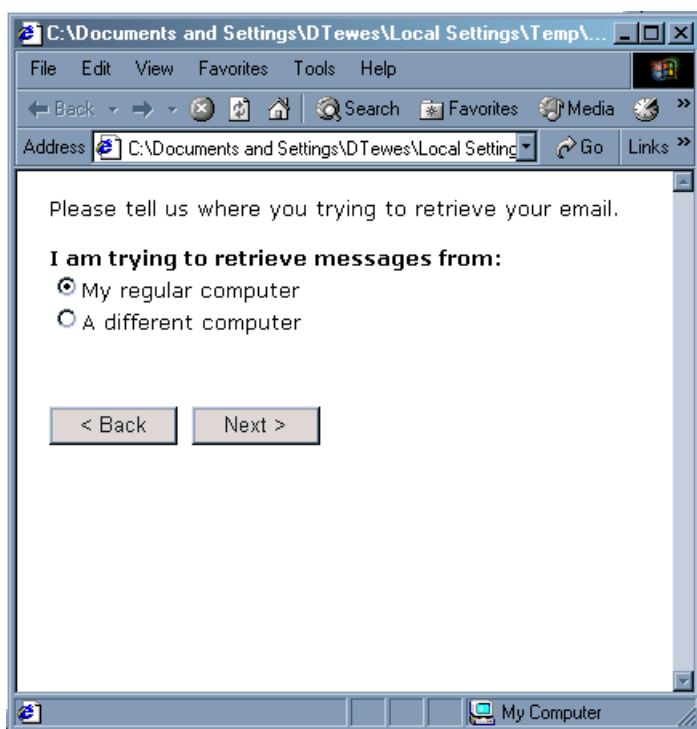 C:\Documents and Settings\DTewes\Local Settings\Temp\...
File Edit View Favorites Tools Help
Back Search Favorites Media »
Address C:\Documents and Settings\DTewes\Local Setting Go Links »
Please tell us where you trying to retrieve your email.
I am trying to retrieve messages from:
My regular computer
A different computer
< Back Next >
My Computer